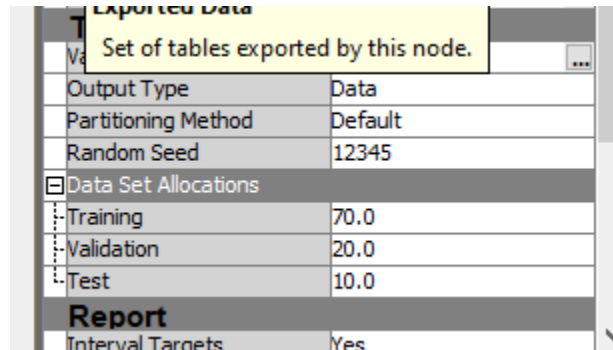 Exported Data
Set of tables exported by this node.
...
Output Type Data
Partitioning Method Default
Random Seed 12345
Data Set Allocations
Training 70.0
Validation 20.0
Test 10.0
Report
Interval Targets Yes